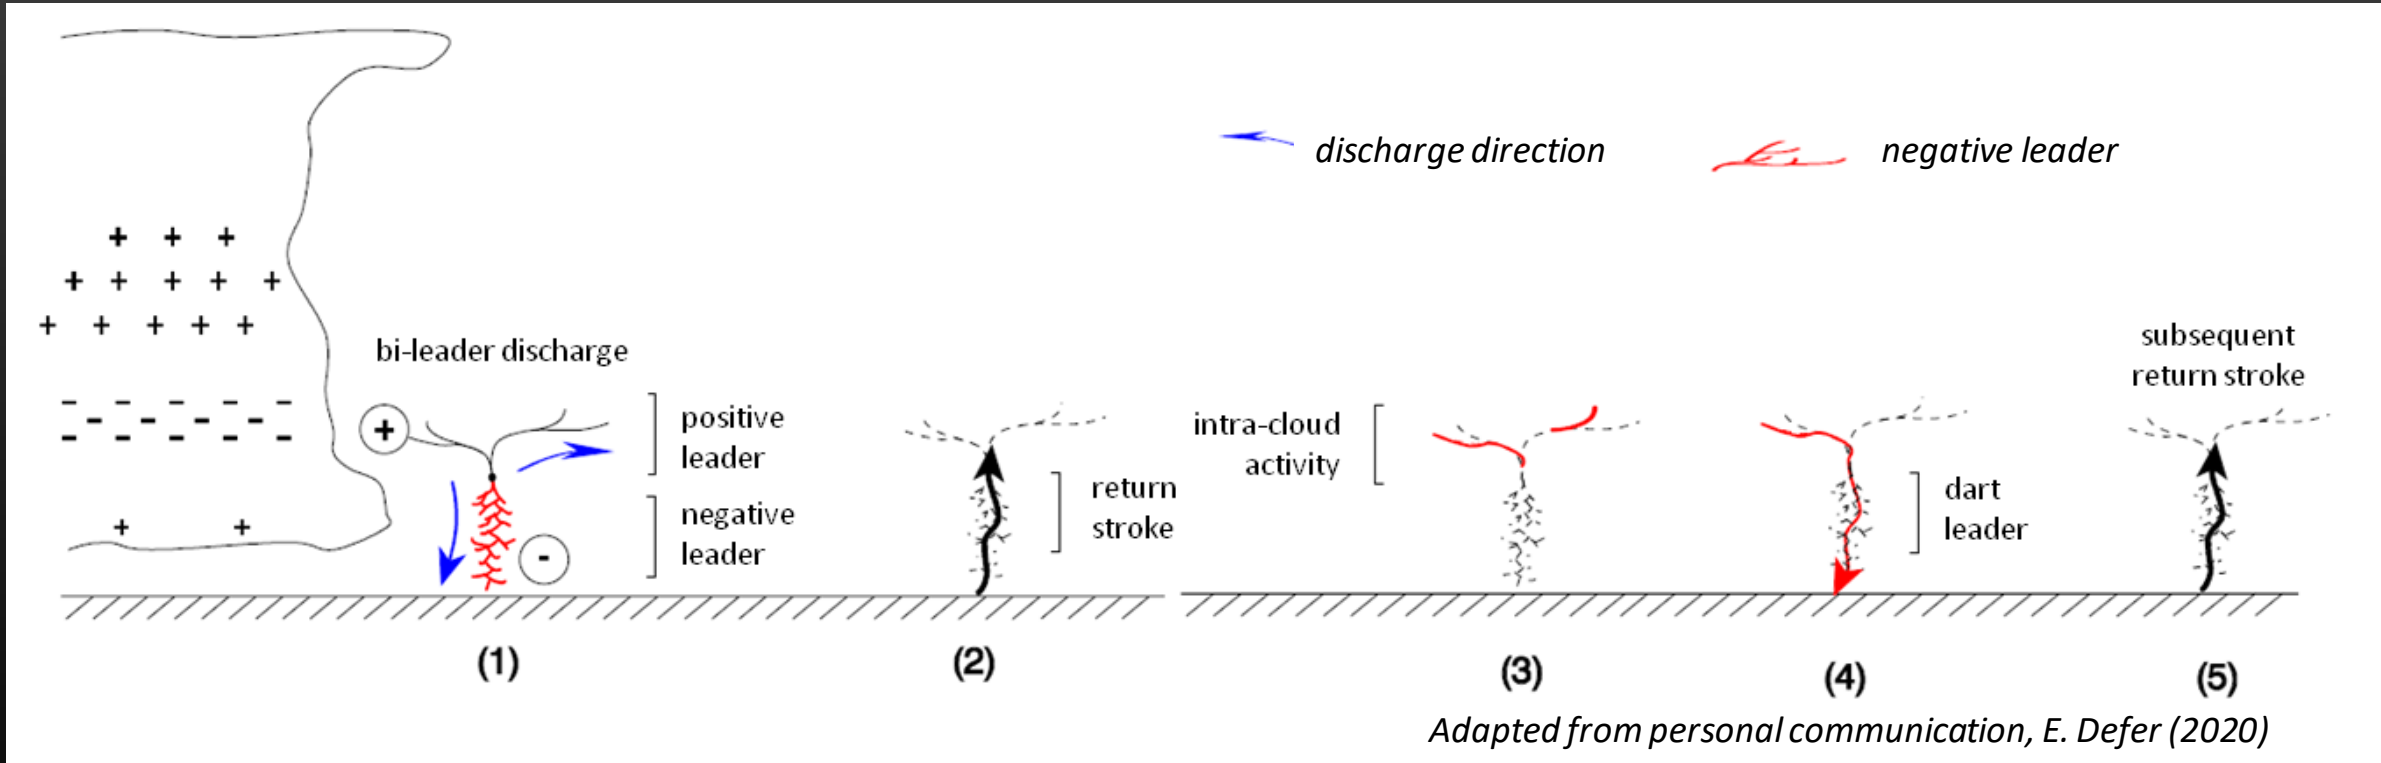 discharge direction
negative leader
+ + +
+ + + + +
+ + + + +
- - - - -
- - - -
- - - - -
+ +
bi-leader discharge
+
positive
leader
negative
leader
-
return
stroke
intra-cloud
activity
dart
leader
subsequent
return stroke
(1)
(2)
(3)
(4)
(5)
Adapted from personal communication, E. Defer (2020)